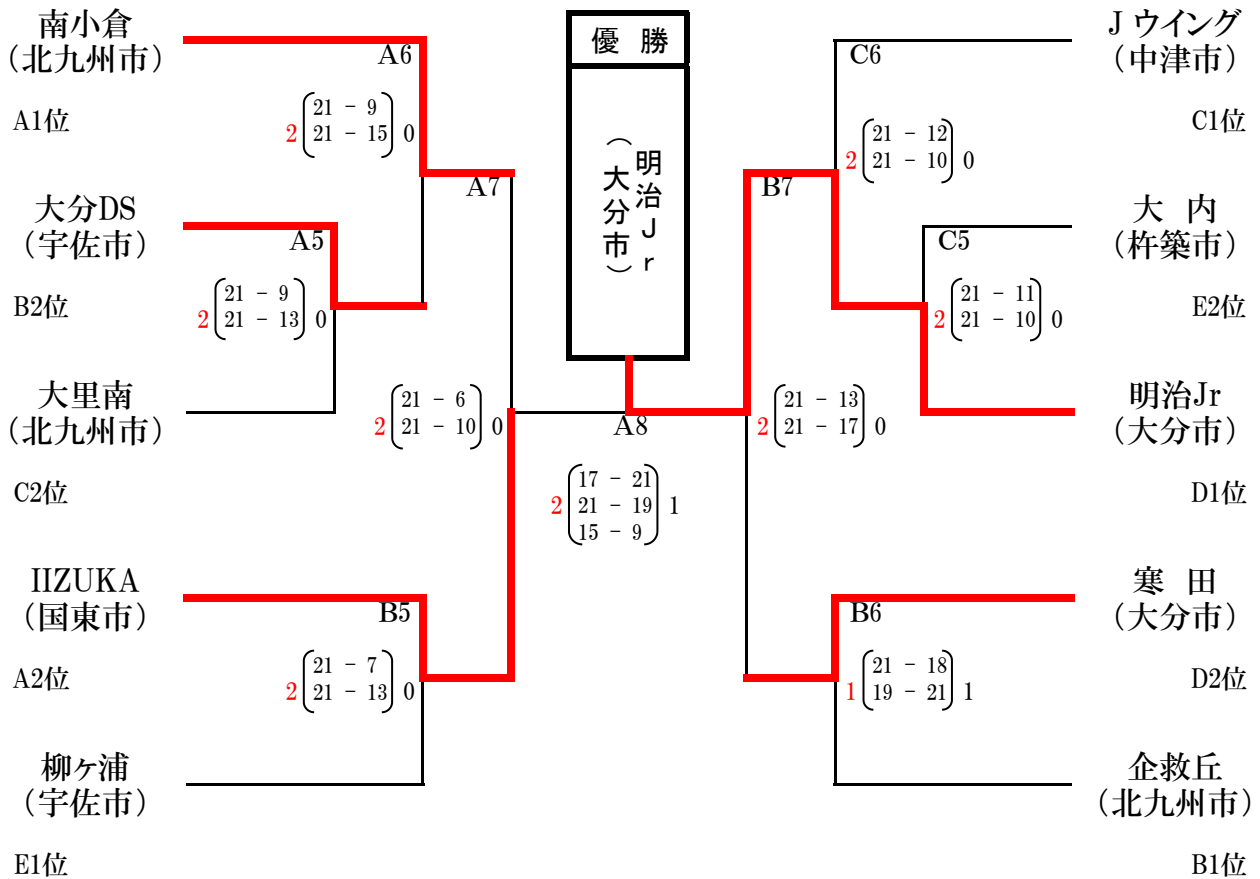 南小倉
（北九州市）
A1位
A6
21 - 9
2 21 - 15 0
大分DS
（宇佐市）
B2位
A5
21 - 9
2 21 - 13 0
大里南
（北九州市）
C2位
A7
21 - 6
2 21 - 10 0
IIZUKA
（国東市）
A2位
B5
21 - 7
2 21 - 13 0
柳ヶ浦
（宇佐市）
E1位
優 勝
明治Jr
（大分市）
A8
17 - 21
2 21 - 19 1
15 - 9
J ウイング
（中津市）
C1位
C6
21 - 12
2 21 - 10 0
B7
大 内
（杵築市）
E2位
C5
21 - 11
2 21 - 10 0
明治Jr
（大分市）
D1位
21 - 13
2 21 - 17 0
寒 田
（大分市）
D2位
B6
21 - 18
1 19 - 21 1
企救丘
（北九州市）
B1位